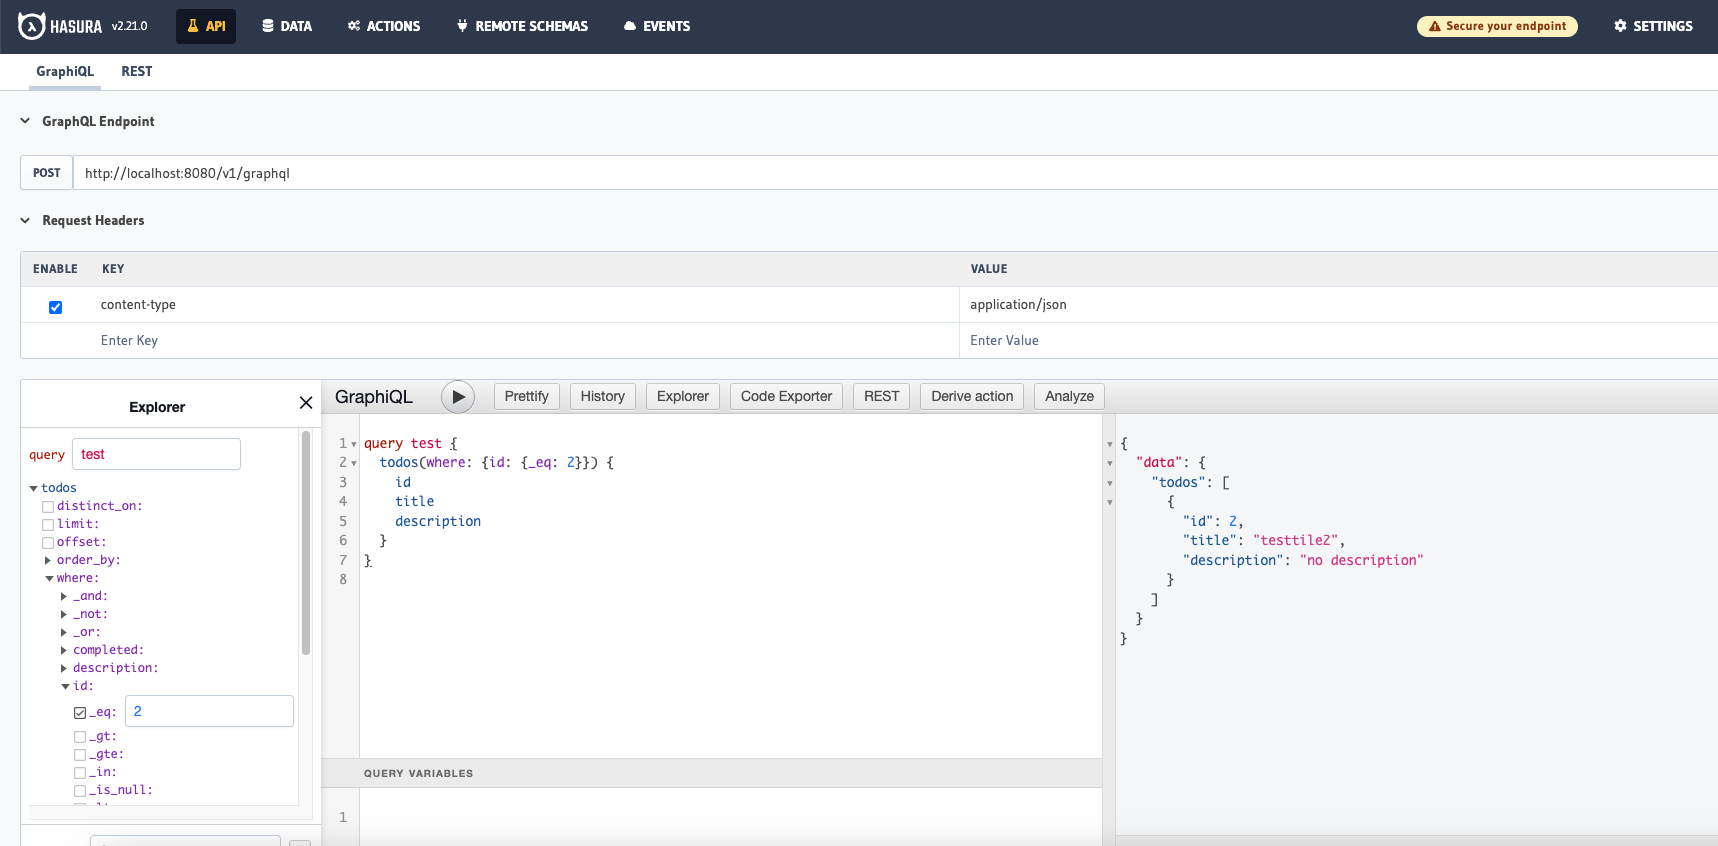 HASURA v2.21.0 API DATA ACTIONS REMOTE SCHEMAS EVENTS Secure your endpoint SETTINGS
GraphiQL REST
GraphQL Endpoint
POST http://localhost:8080/v1/graphql
Request Headers
ENABLE KEY VALUE
content-type application/json
Enter Key Enter Value
Explorer
query test
todos
distinct_on:
limit:
offset:
order_by:
where:
_and:
_not:
_or:
completed:
description:
id:
_eq: 2
_gt:
_gte:
_in:
_is_null:
GraphiQL Prettify History Explorer Code Exporter REST Derive action Analyze
1 query test {
2 todos(where: {id: {_eq: 2}}) {
3 id
4 title
5 description
6 }
7 }
8
QUERY VARIABLES
1
{
"data": {
"todos": [
{
"id": 2,
"title": "testtile2",
"description": "no description"
}
]
}
}